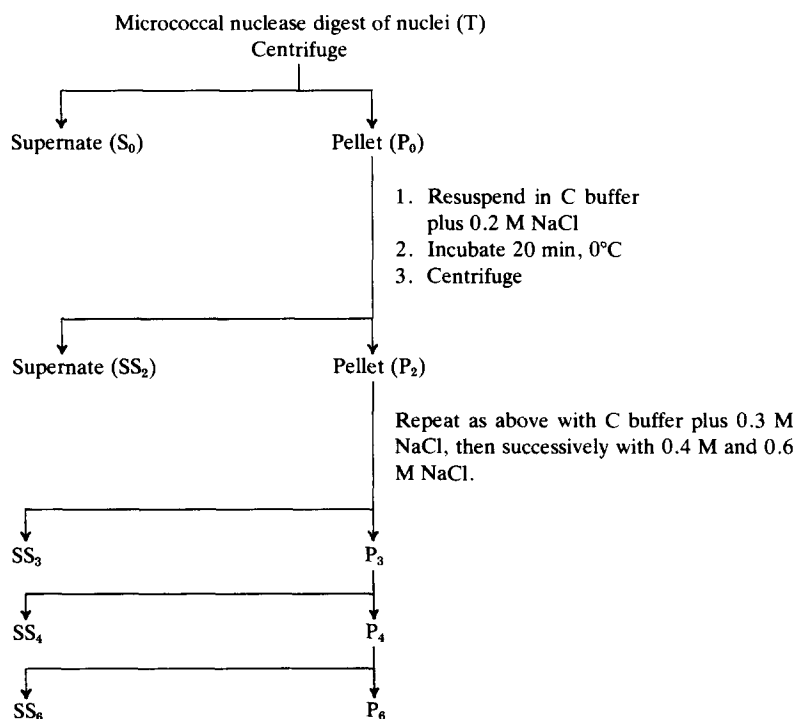 Micrococcal nuclease digest of nuclei (T)
Centrifuge
Supernate (S₀)
Pellet (P₀)
1. Resuspend in C buffer
plus 0.2 M NaCl
2. Incubate 20 min, 0°C
3. Centrifuge
Supernate (SS₂)
Pellet (P₂)
Repeat as above with C buffer plus 0.3 M
NaCl, then successively with 0.4 M and 0.6
M NaCl.
SS₃
P₃
SS₄
P₄
SS₆
P₆